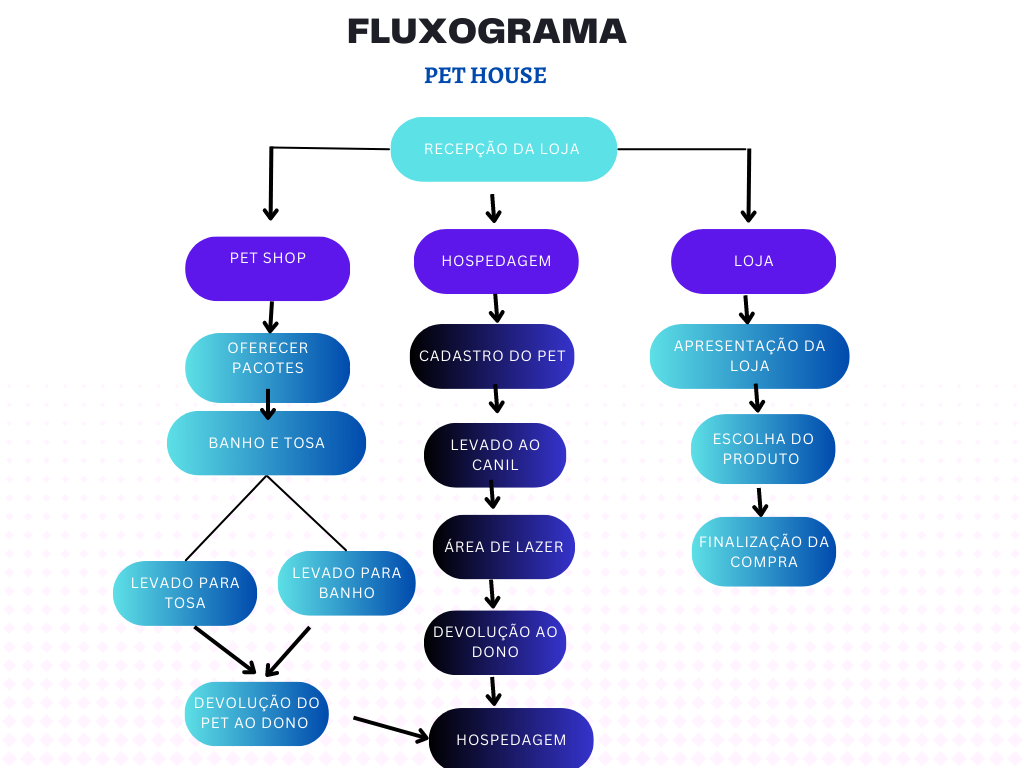 FLUXOGRAMA
PET HOUSE
RECEPÇÃO DA LOJA
PET SHOP
HOSPEDAGEM
LOJA
OFERECER
PACOTES
CADASTRO DO PET
APRESENTAÇÃO DA
LOJA
BANHO E TOSA
LEVADO AO
CANIL
ESCOLHA DO
PRODUTO
ÁREA DE LAZER
FINALIZAÇÃO DA
COMPRA
LEVADO PARA
TOSA
LEVADO PARA
BANHO
DEVOLUÇÃO AO
DONO
DEVOLUÇÃO DO
PET AO DONO
HOSPEDAGEM